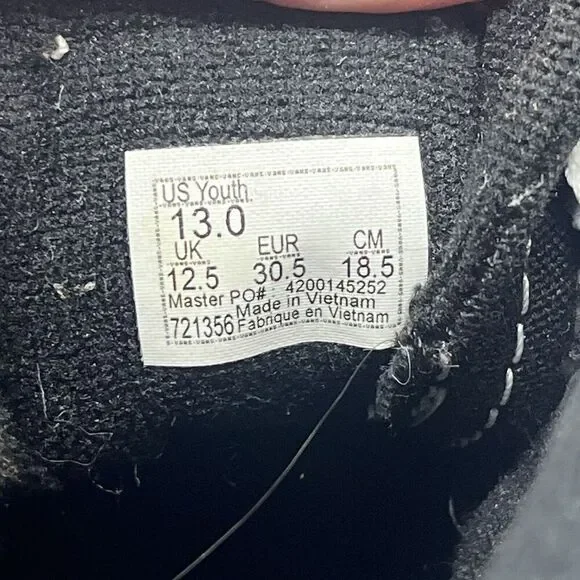 US Youth
13.0
UK EUR CM
12.5 30.5 18.5
Master PO# : 4200145252
Made in Vietnam
721356 Fabrique en Vietnam